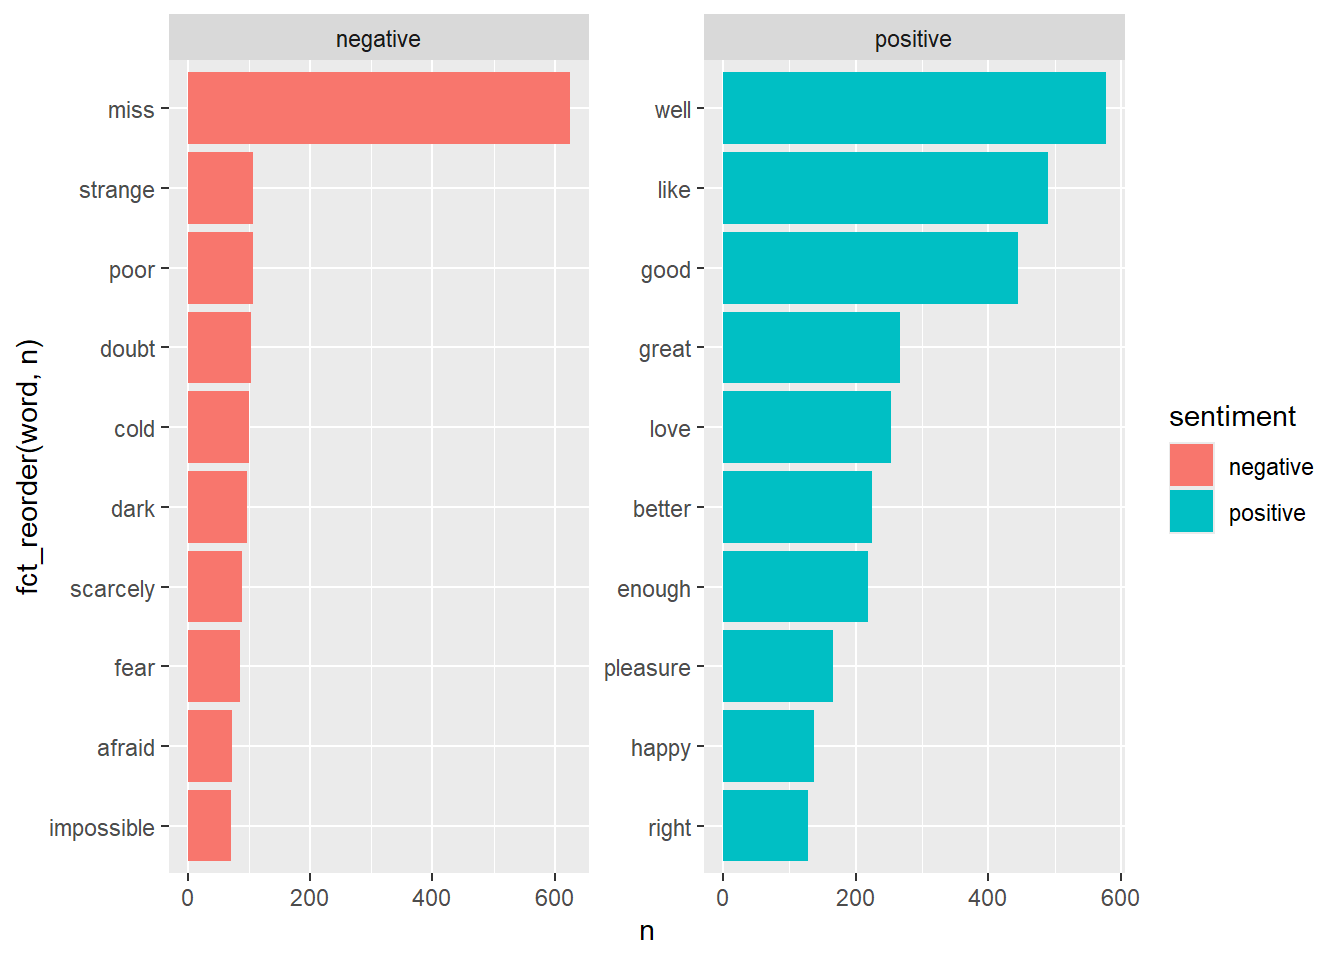 negative
positive
miss
strange
poor
doubt
cold
dark
scarcely
fear
afraid
impossible
well
like
good
great
love
better
enough
pleasure
happy
right
0 200 400 600
0 200 400 600
n
fct_reorder(word, n)
sentiment
negative
positive